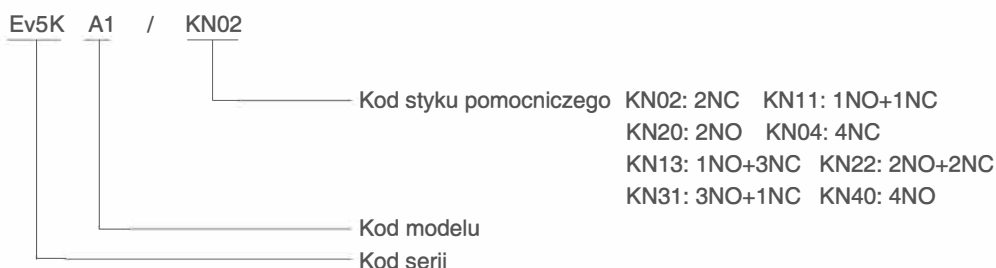 Ev5K A1 / KN02
Kod styku pomocniczego KN02: 2NC KN11: 1NO+1NC
KN20: 2NO KN04: 4NC
KN13: 1NO+3NC KN22: 2NO+2NC
KN31: 3NO+1NC KN40: 4NO
Kod modelu
Kod serii